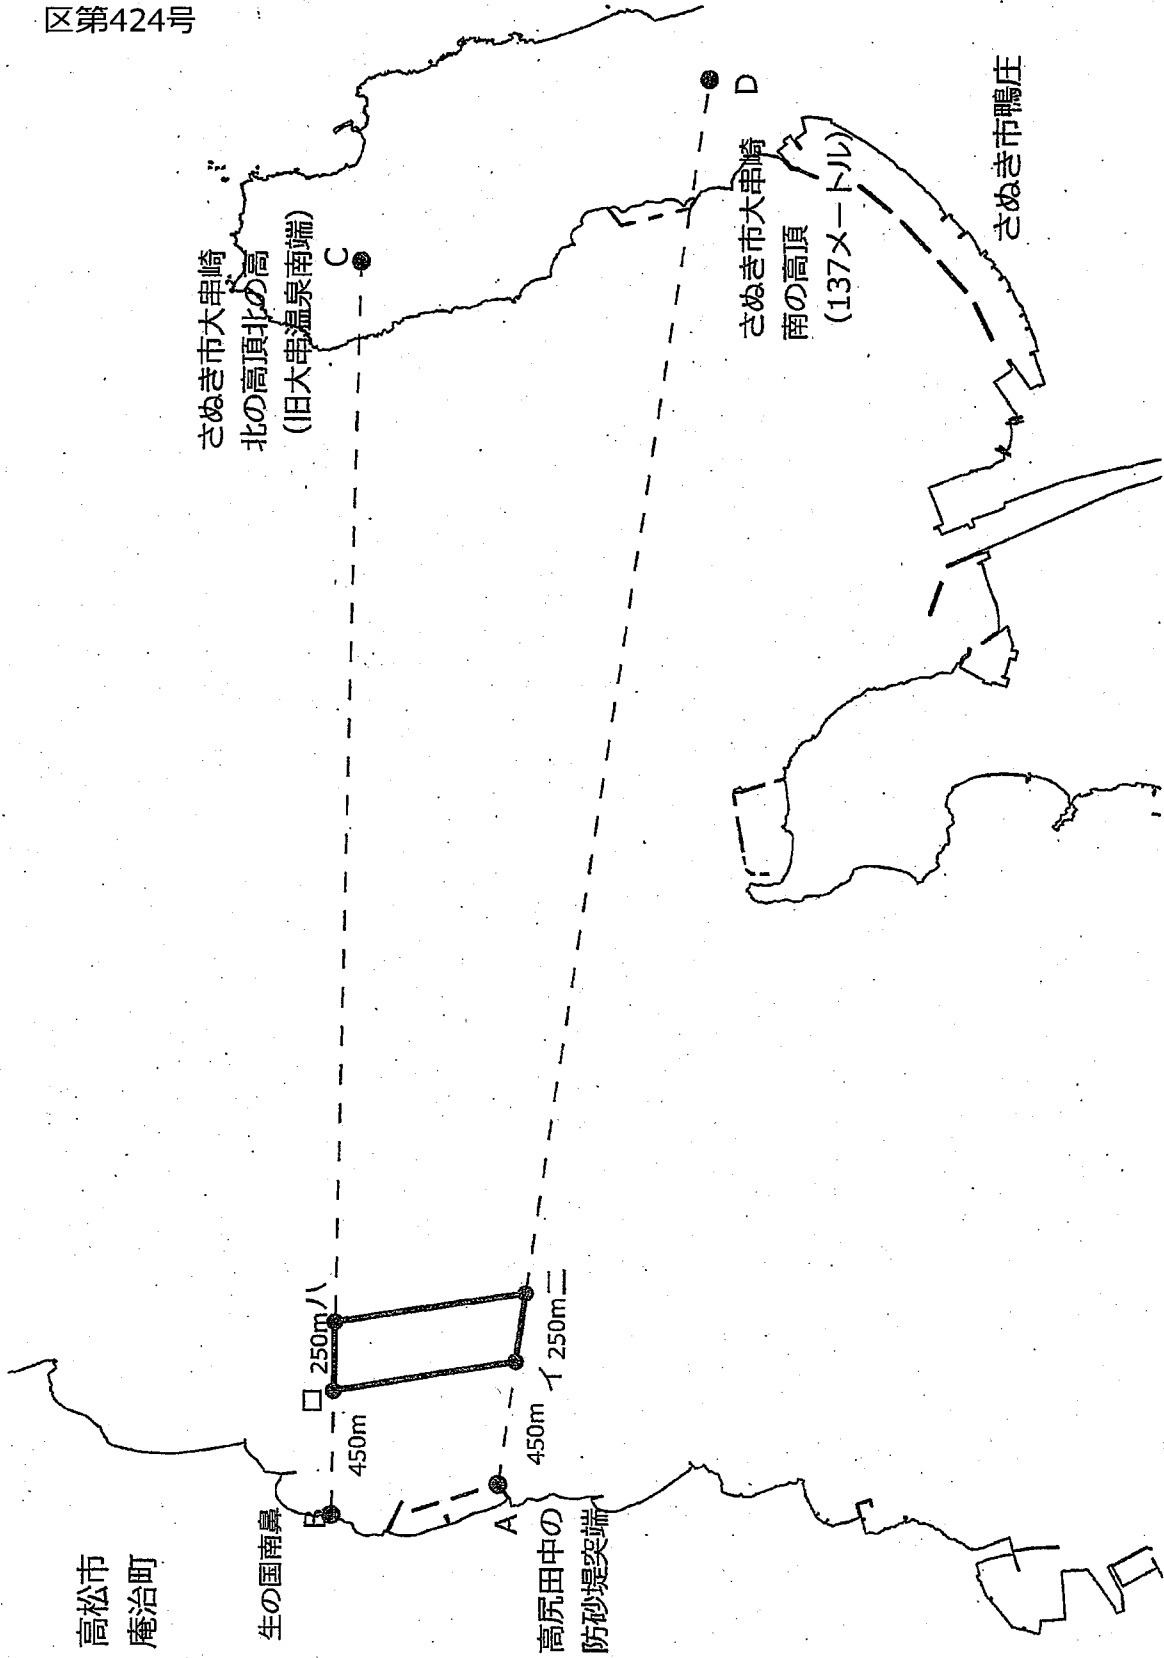 区第424号
高松市
庵治町
生の国南鼻
B
A
高尻田中の
防砂堤突端
450m
450m
ロ
250m
ハ
イ
250m
ニ
さぬき市大串崎
北の高頂北の高
(旧大串温泉南端)
C
D
さぬき市大串崎
南の高頂
(137メートル)
さぬき市鴨庄